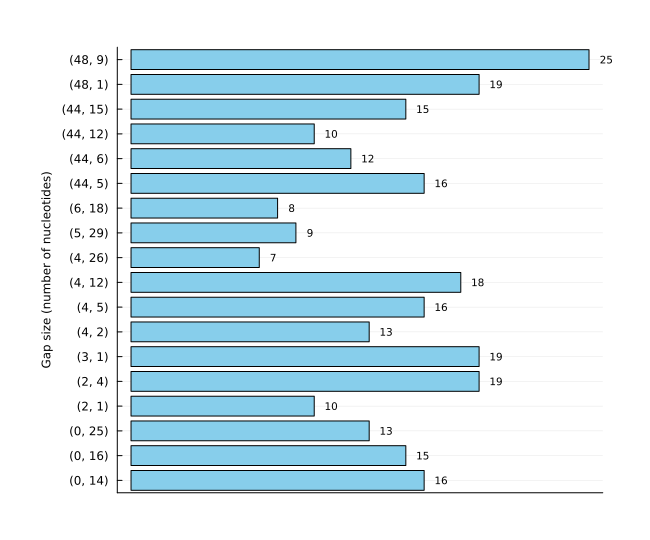 Gap size (number of nucleotides)
(48, 9) 25
(48, 1) 19
(44, 15) 15
(44, 12) 10
(44, 6) 12
(44, 5) 16
(6, 18) 8
(5, 29) 9
(4, 26) 7
(4, 12) 18
(4, 5) 16
(4, 2) 13
(3, 1) 19
(2, 4) 19
(2, 1) 10
(0, 25) 13
(0, 16) 15
(0, 14) 16